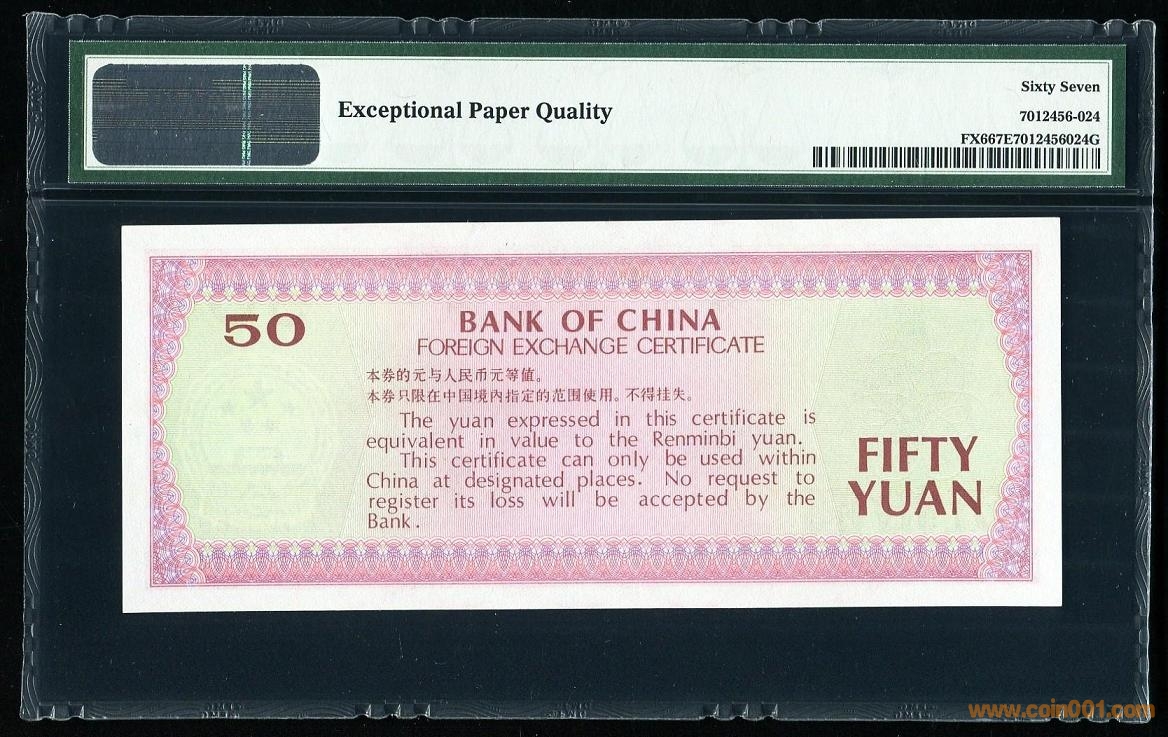 Exceptional Paper Quality
Sixty Seven
7012456-024
FX667E7012456024G
50
BANK OF CHINA
FOREIGN EXCHANGE CERTIFICATE
本券的元与人民币元等值。
本券只限在中国境内指定的范围使用。不得挂失。
The yuan expressed in this certificate is
equivalent in value to the Renminbi yuan.
This certificate can only be used within
China at designated places. No request to
register its loss will be accepted by the
Bank.
FIFTY
YUAN
www.coin001.com